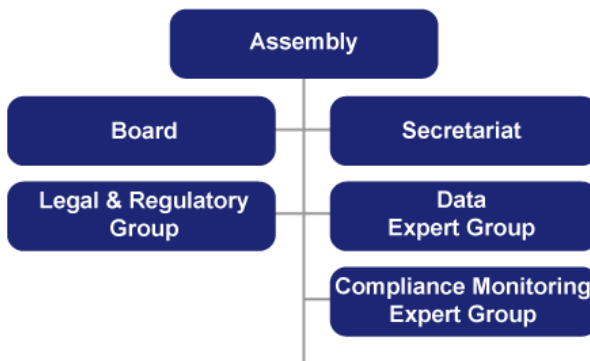 Assembly
Board
Secretariat
Legal & Regulatory
Group
Data
Expert Group
Compliance Monitoring
Expert Group